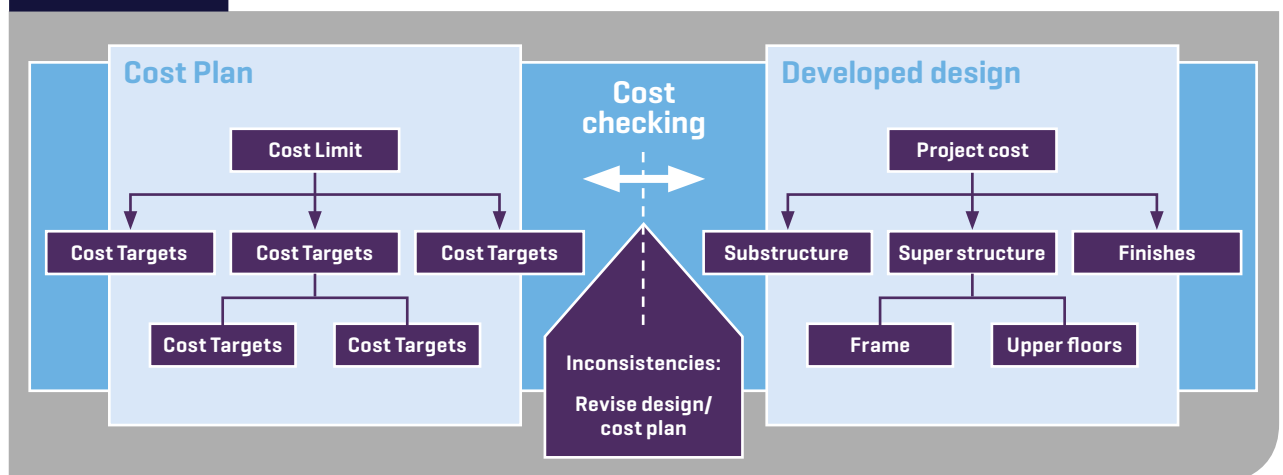 Cost Plan
Cost Limit
Cost Targets
Cost Targets
Cost Targets
Cost Targets
Cost Targets
Cost
checking
Inconsistencies:
Revise design/
cost plan
Developed design
Project cost
Substructure
Super structure
Finishes
Frame
Upper floors